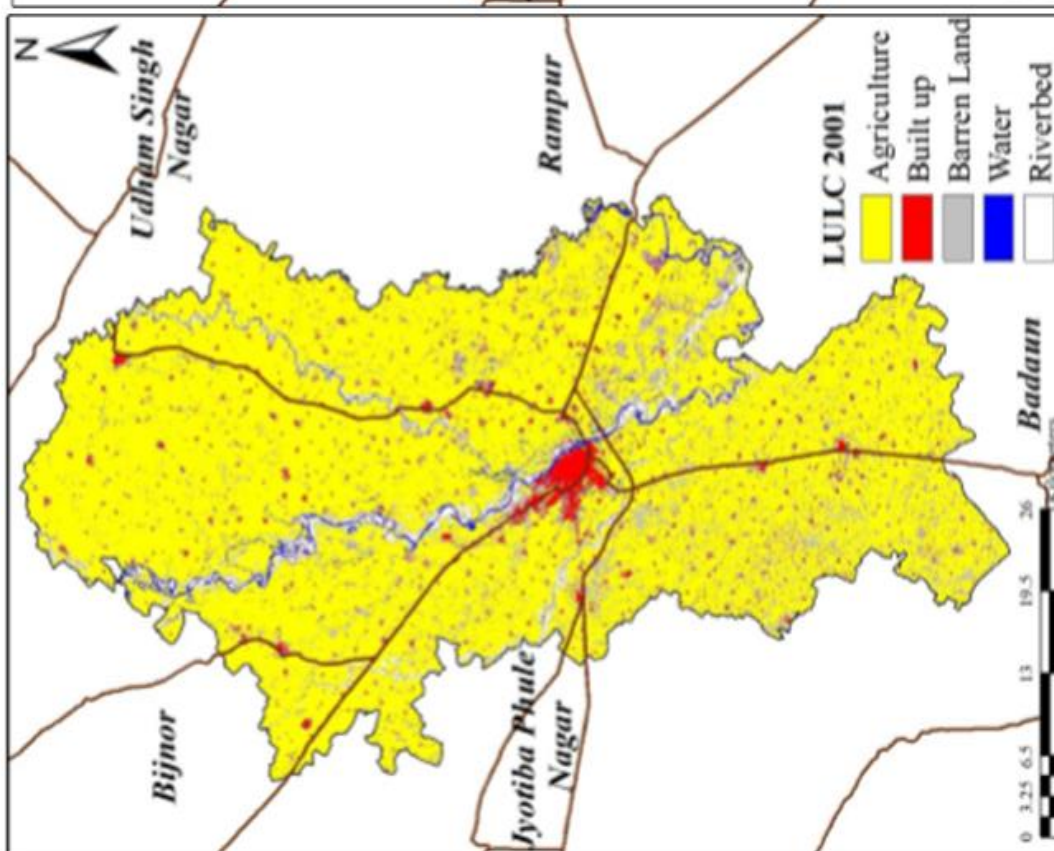 N
Udham Singh
Nagar
Rampur
Bijnor
Jyotiba Phule
Nagar
Badaun
LULC 2001
Agriculture
Built up
Barren Land
Water
Riverbed
0 3.25 6.5 13 19.5 26